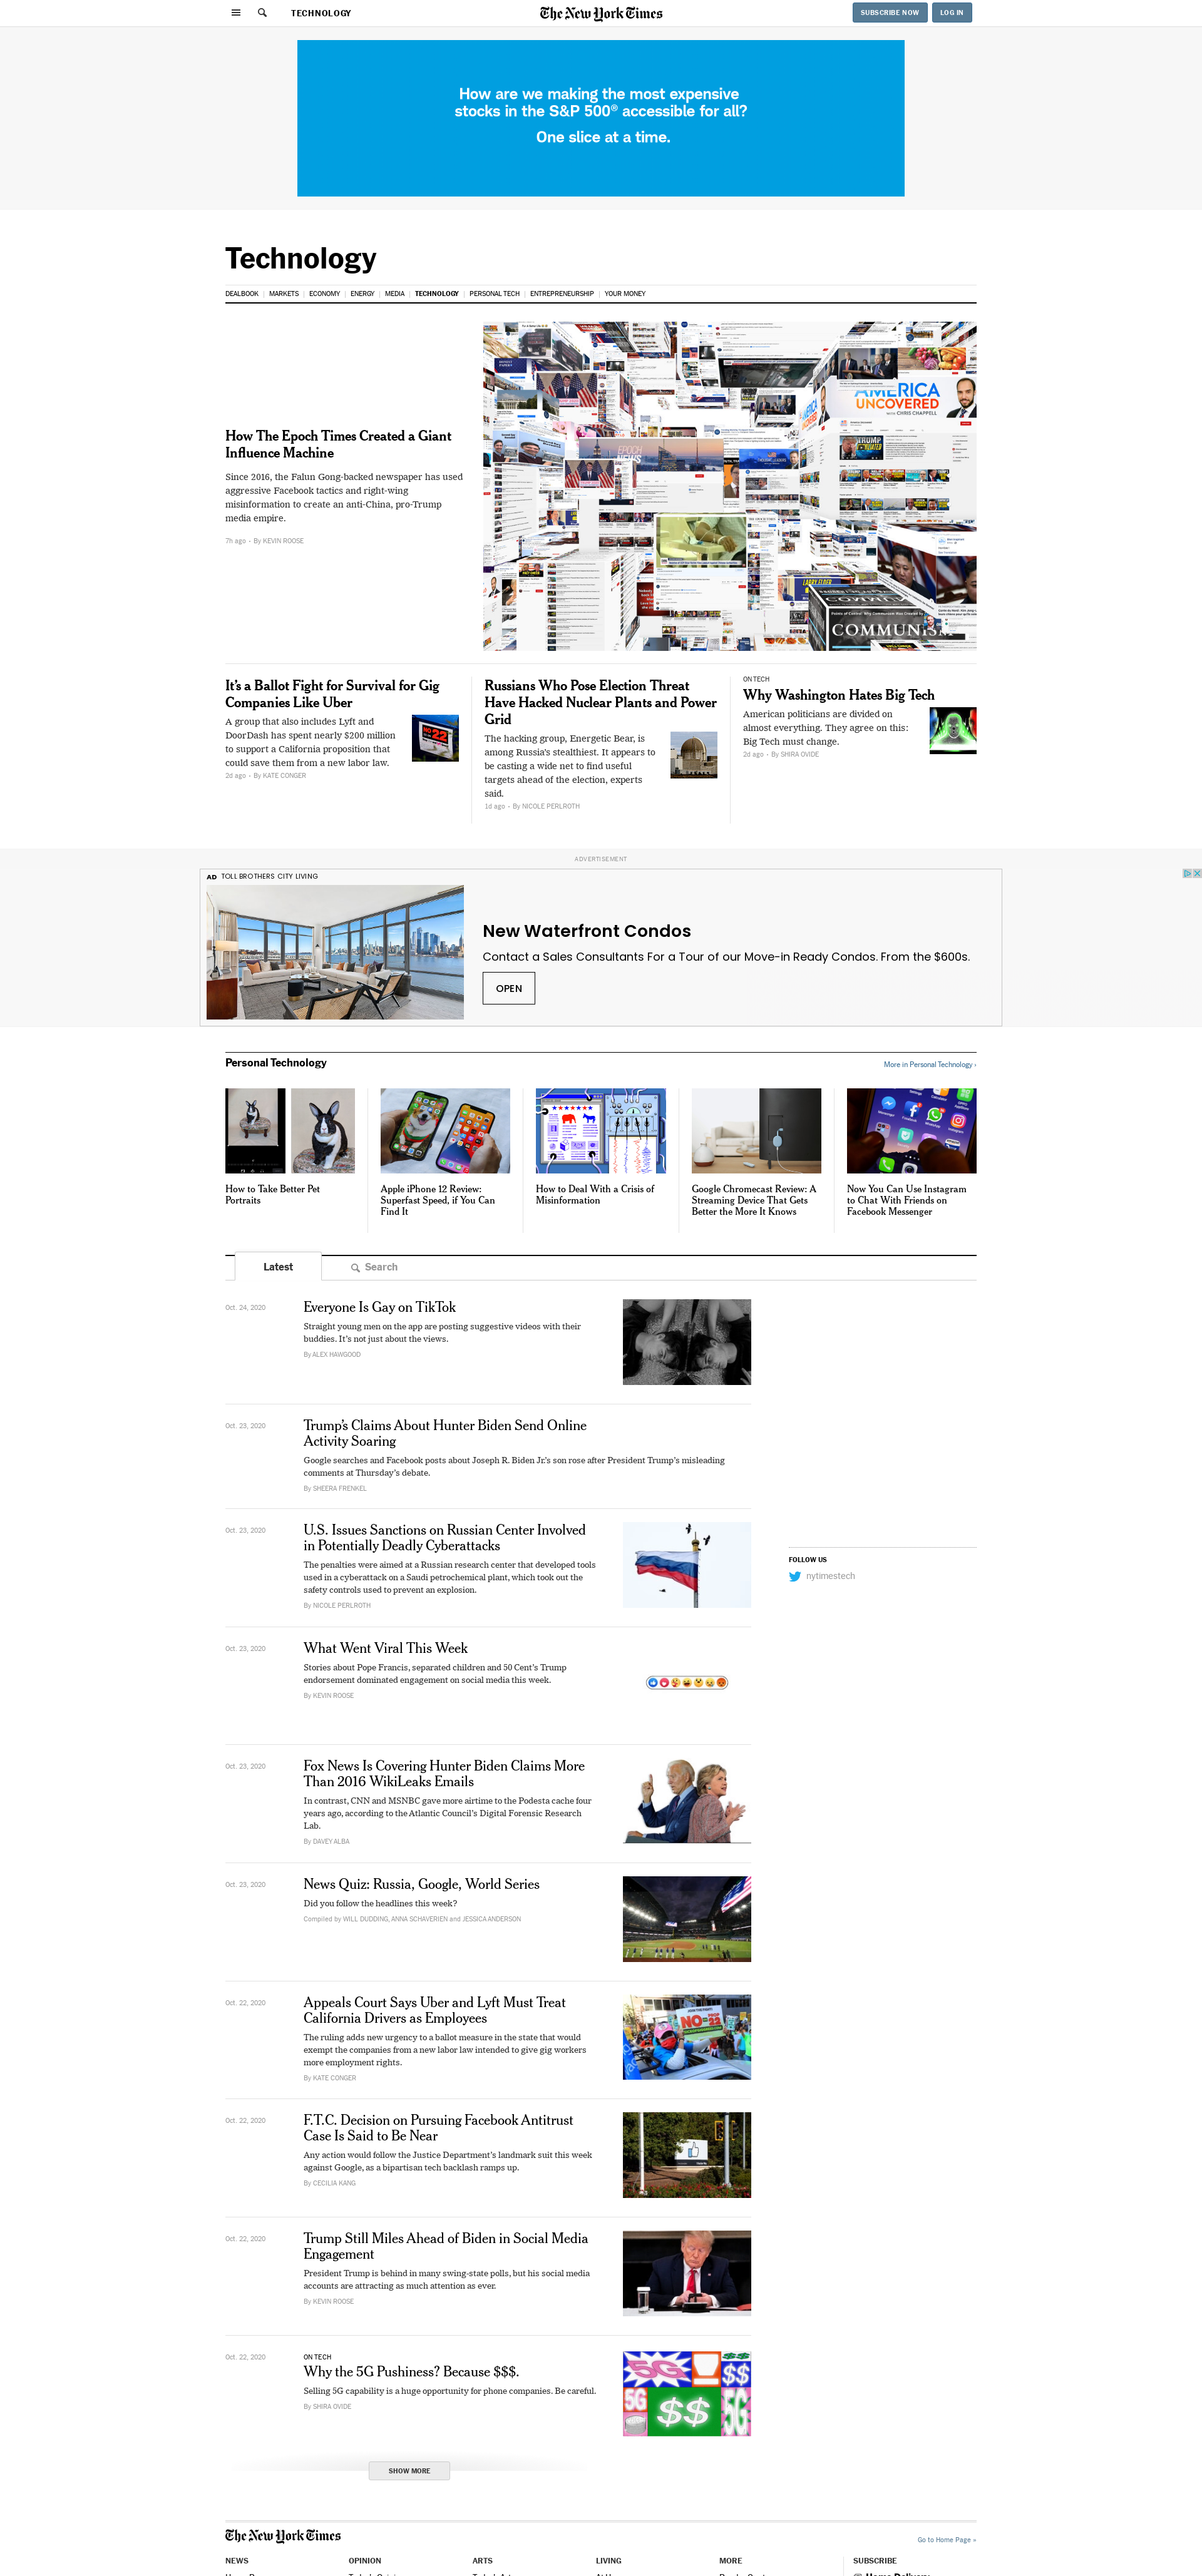 TECHNOLOGY
The New York Times
SUBSCRIBE NOW
LOG IN
How are we making the most expensive
stocks in the S&P 500® accessible for all?
One slice at a time.
Technology
DEALBOOK | MARKETS | ECONOMY | ENERGY | MEDIA | TECHNOLOGY | PERSONAL TECH | ENTREPRENEURSHIP | YOUR MONEY
How The Epoch Times Created a Giant
Influence Machine
Since 2016, the Falun Gong-backed newspaper has used
aggressive Facebook tactics and right-wing
misinformation to create an anti-China, pro-Trump
media empire.
7h ago · By KEVIN ROOSE
EPOCH
NEWS
AMERICA
UNCOVERED
WITH CHRIS CHAPPELL
LARRY ELDER
COMMUNISM
It’s a Ballot Fight for Survival for Gig
Companies Like Uber
A group that also includes Lyft and
DoorDash has spent nearly $200 million
to support a California proposition that
could save them from a new labor law.
2d ago · By KATE CONGER
NO
22
Russians Who Pose Election Threat
Have Hacked Nuclear Plants and Power
Grid
The hacking group, Energetic Bear, is
among Russia’s stealthiest. It appears to
be casting a wide net to find useful
targets ahead of the election, experts
said.
1d ago · By NICOLE PERLROTH
ON TECH
Why Washington Hates Big Tech
American politicians are divided on
almost everything. They agree on this:
Big Tech must change.
2d ago · By SHIRA OVIDE
ADVERTISEMENT
AD TOLL BROTHERS CITY LIVING
New Waterfront Condos
Contact a Sales Consultants For a Tour of our Move-in Ready Condos. From the $600s.
OPEN
Personal Technology
More in Personal Technology ›
How to Take Better Pet
Portraits
Apple iPhone 12 Review:
Superfast Speed, if You Can
Find It
How to Deal With a Crisis of
Misinformation
Google Chromecast Review: A
Streaming Device That Gets
Better the More It Knows
Now You Can Use Instagram
to Chat With Friends on
Facebook Messenger
Latest
Search
Oct. 24, 2020
Everyone Is Gay on TikTok
Straight young men on the app are posting suggestive videos with their
buddies. It’s not just about the views.
By ALEX HAWGOOD
Oct. 23, 2020
Trump’s Claims About Hunter Biden Send Online
Activity Soaring
Google searches and Facebook posts about Joseph R. Biden Jr.’s son rose after President Trump’s misleading
comments at Thursday’s debate.
By SHEERA FRENKEL
Oct. 23, 2020
U.S. Issues Sanctions on Russian Center Involved
in Potentially Deadly Cyberattacks
The penalties were aimed at a Russian research center that developed tools
used in a cyberattack on a Saudi petrochemical plant, which took out the
safety controls used to prevent an explosion.
By NICOLE PERLROTH
FOLLOW US
nytimestech
Oct. 23, 2020
What Went Viral This Week
Stories about Pope Francis, separated children and 50 Cent’s Trump
endorsement dominated engagement on social media this week.
By KEVIN ROOSE
Oct. 23, 2020
Fox News Is Covering Hunter Biden Claims More
Than 2016 WikiLeaks Emails
In contrast, CNN and MSNBC gave more airtime to the Podesta cache four
years ago, according to the Atlantic Council’s Digital Forensic Research
Lab.
By DAVEY ALBA
Oct. 23, 2020
News Quiz: Russia, Google, World Series
Did you follow the headlines this week?
Compiled by WILL DUDDING, ANNA SCHAVERIEN and JESSICA ANDERSON
Oct. 22, 2020
Appeals Court Says Uber and Lyft Must Treat
California Drivers as Employees
The ruling adds new urgency to a ballot measure in the state that would
exempt the companies from a new labor law intended to give gig workers
more employment rights.
By KATE CONGER
NO
22
Oct. 22, 2020
F.T.C. Decision on Pursuing Facebook Antitrust
Case Is Said to Be Near
Any action would follow the Justice Department’s landmark suit this week
against Google, as a bipartisan tech backlash ramps up.
By CECILIA KANG
Oct. 22, 2020
Trump Still Miles Ahead of Biden in Social Media
Engagement
President Trump is behind in many swing-state polls, but his social media
accounts are attracting as much attention as ever.
By KEVIN ROOSE
Oct. 22, 2020
ON TECH
Why the 5G Pushiness? Because $$$.
Selling 5G capability is a huge opportunity for phone companies. Be careful.
By SHIRA OVIDE
5G
$$
5G
$$
5G
SHOW MORE
The New York Times
Go to Home Page »
NEWS
OPINION
ARTS
LIVING
MORE
SUBSCRIBE